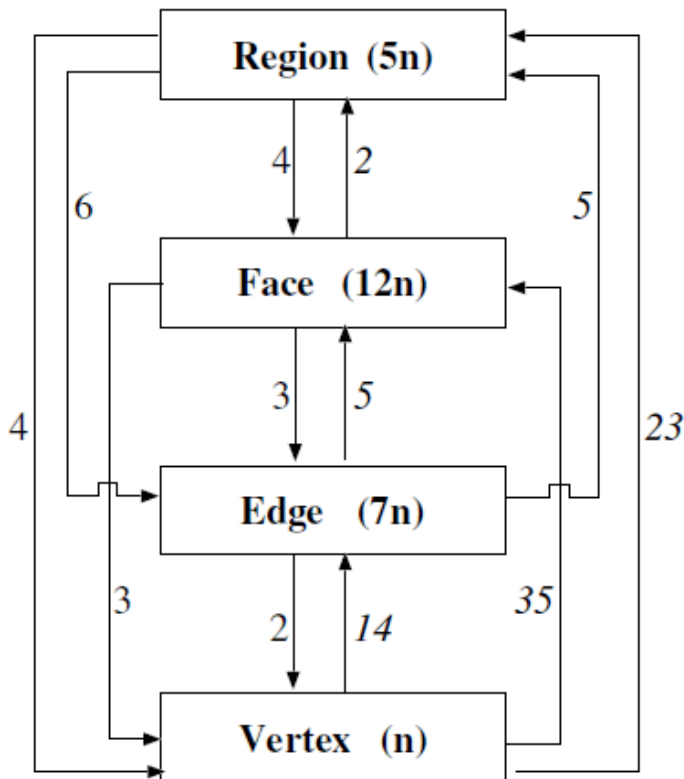 Region (5n)
4 2
6 5
Face (12n)
3 5
4 23
Edge (7n)
3 2 14 35
Vertex (n)